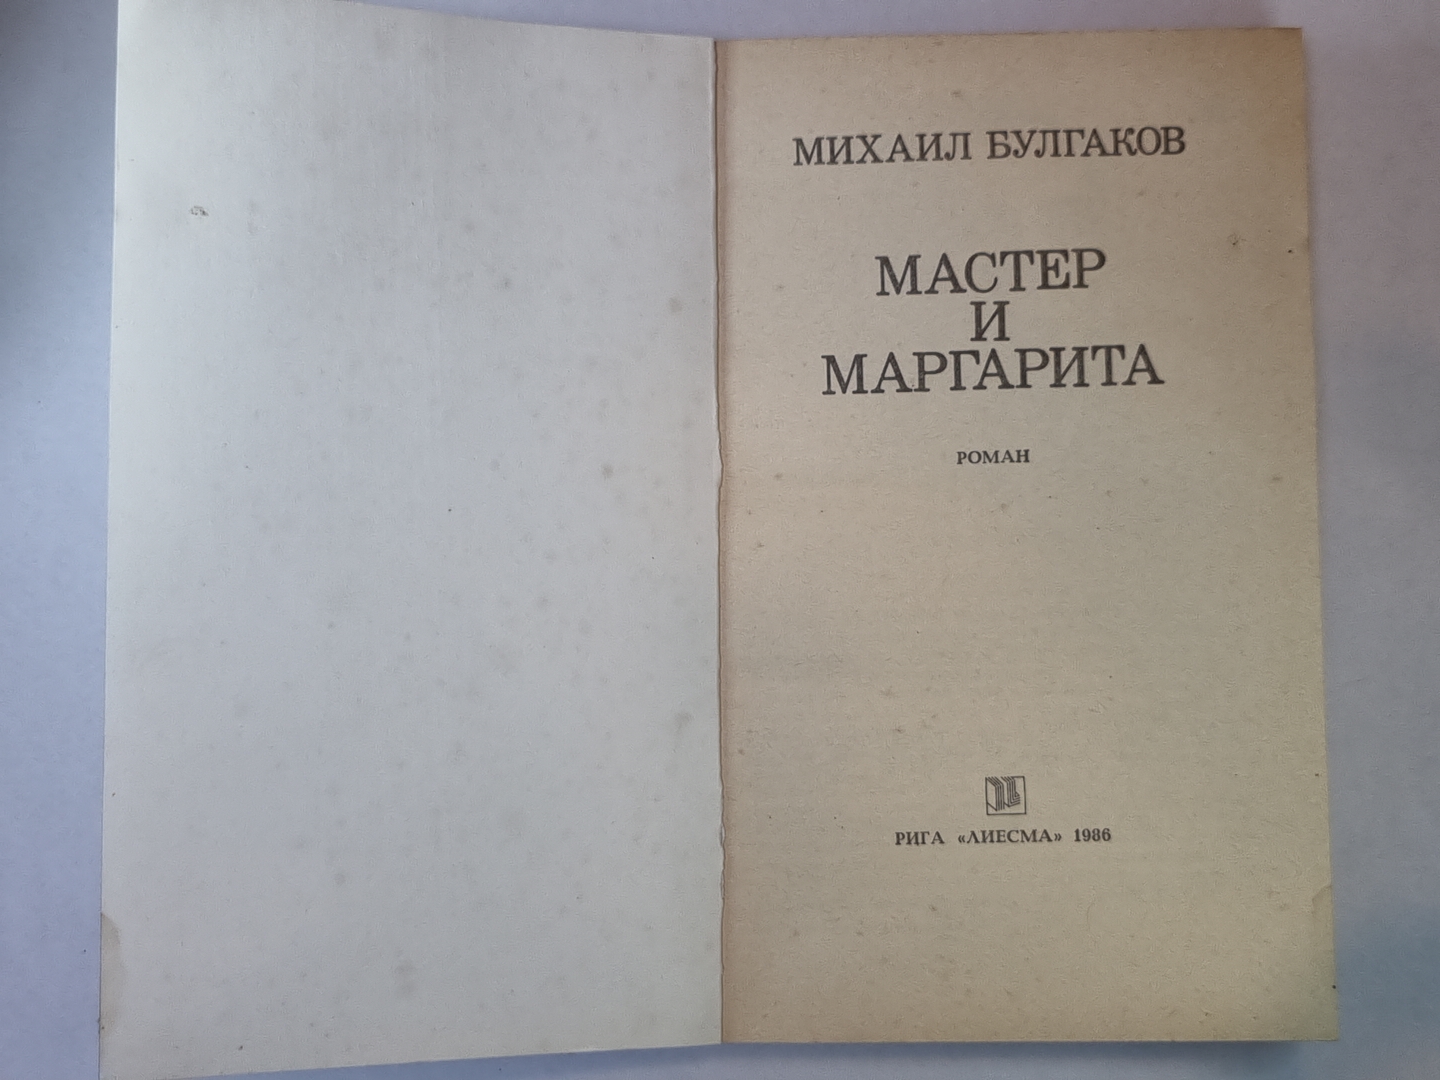 МИХАИЛ БУЛГАКОВ
МАСТЕР
И
МАРГАРИТА
РОМАН
РИГА «ЛИЕСМА» 1986